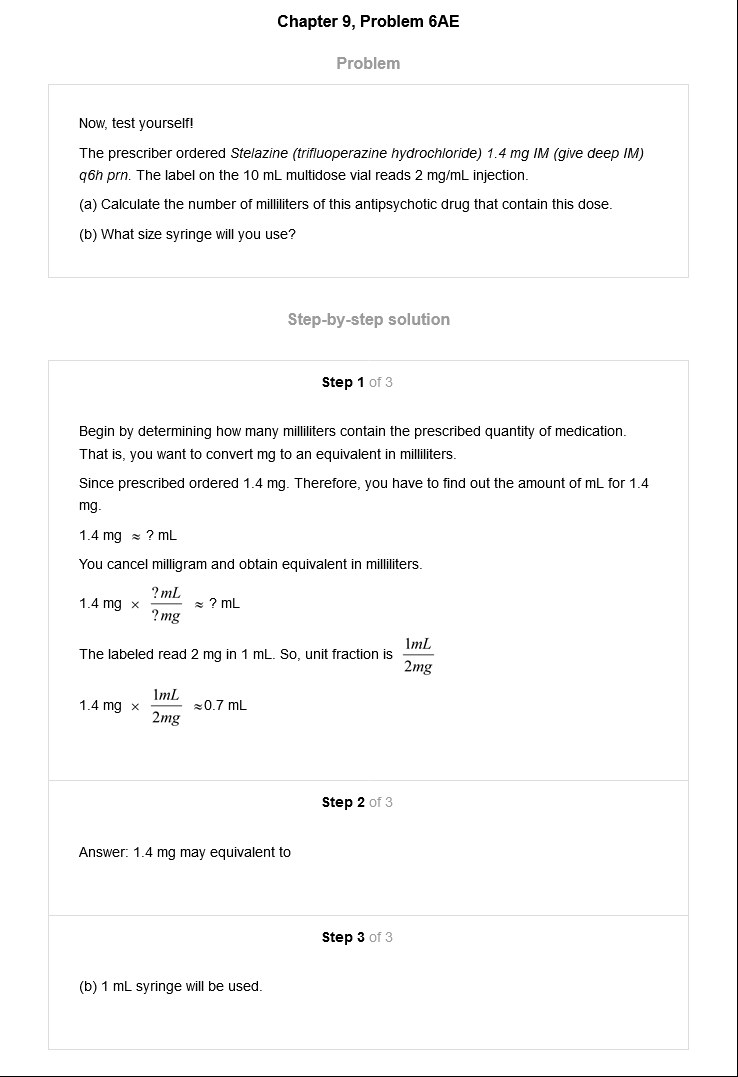 Chapter 9, Problem 6AE
Problem
Now, test yourself!
The prescriber ordered Stelazine (trifluoperazine hydrochloride) 1.4 mg IM (give deep IM)
q6h prn. The label on the 10 mL multidose vial reads 2 mg/mL injection.
(a) Calculate the number of milliliters of this antipsychotic drug that contain this dose.
(b) What size syringe will you use?
Step-by-step solution
Step 1 of 3
Begin by determining how many milliliters contain the prescribed quantity of medication.
That is, you want to convert mg to an equivalent in milliliters.
Since prescribed ordered 1.4 mg. Therefore, you have to find out the amount of mL for 1.4
mg.
1.4 mg ≈ ? mL
You cancel milligram and obtain equivalent in milliliters.
1.4 mg × ?mL/?mg ≈ ? mL
The labeled read 2 mg in 1 mL. So, unit fraction is 1mL/2mg
1.4 mg × 1mL/2mg ≈0.7 mL
Step 2 of 3
Answer: 1.4 mg may equivalent to
Step 3 of 3
(b) 1 mL syringe will be used.